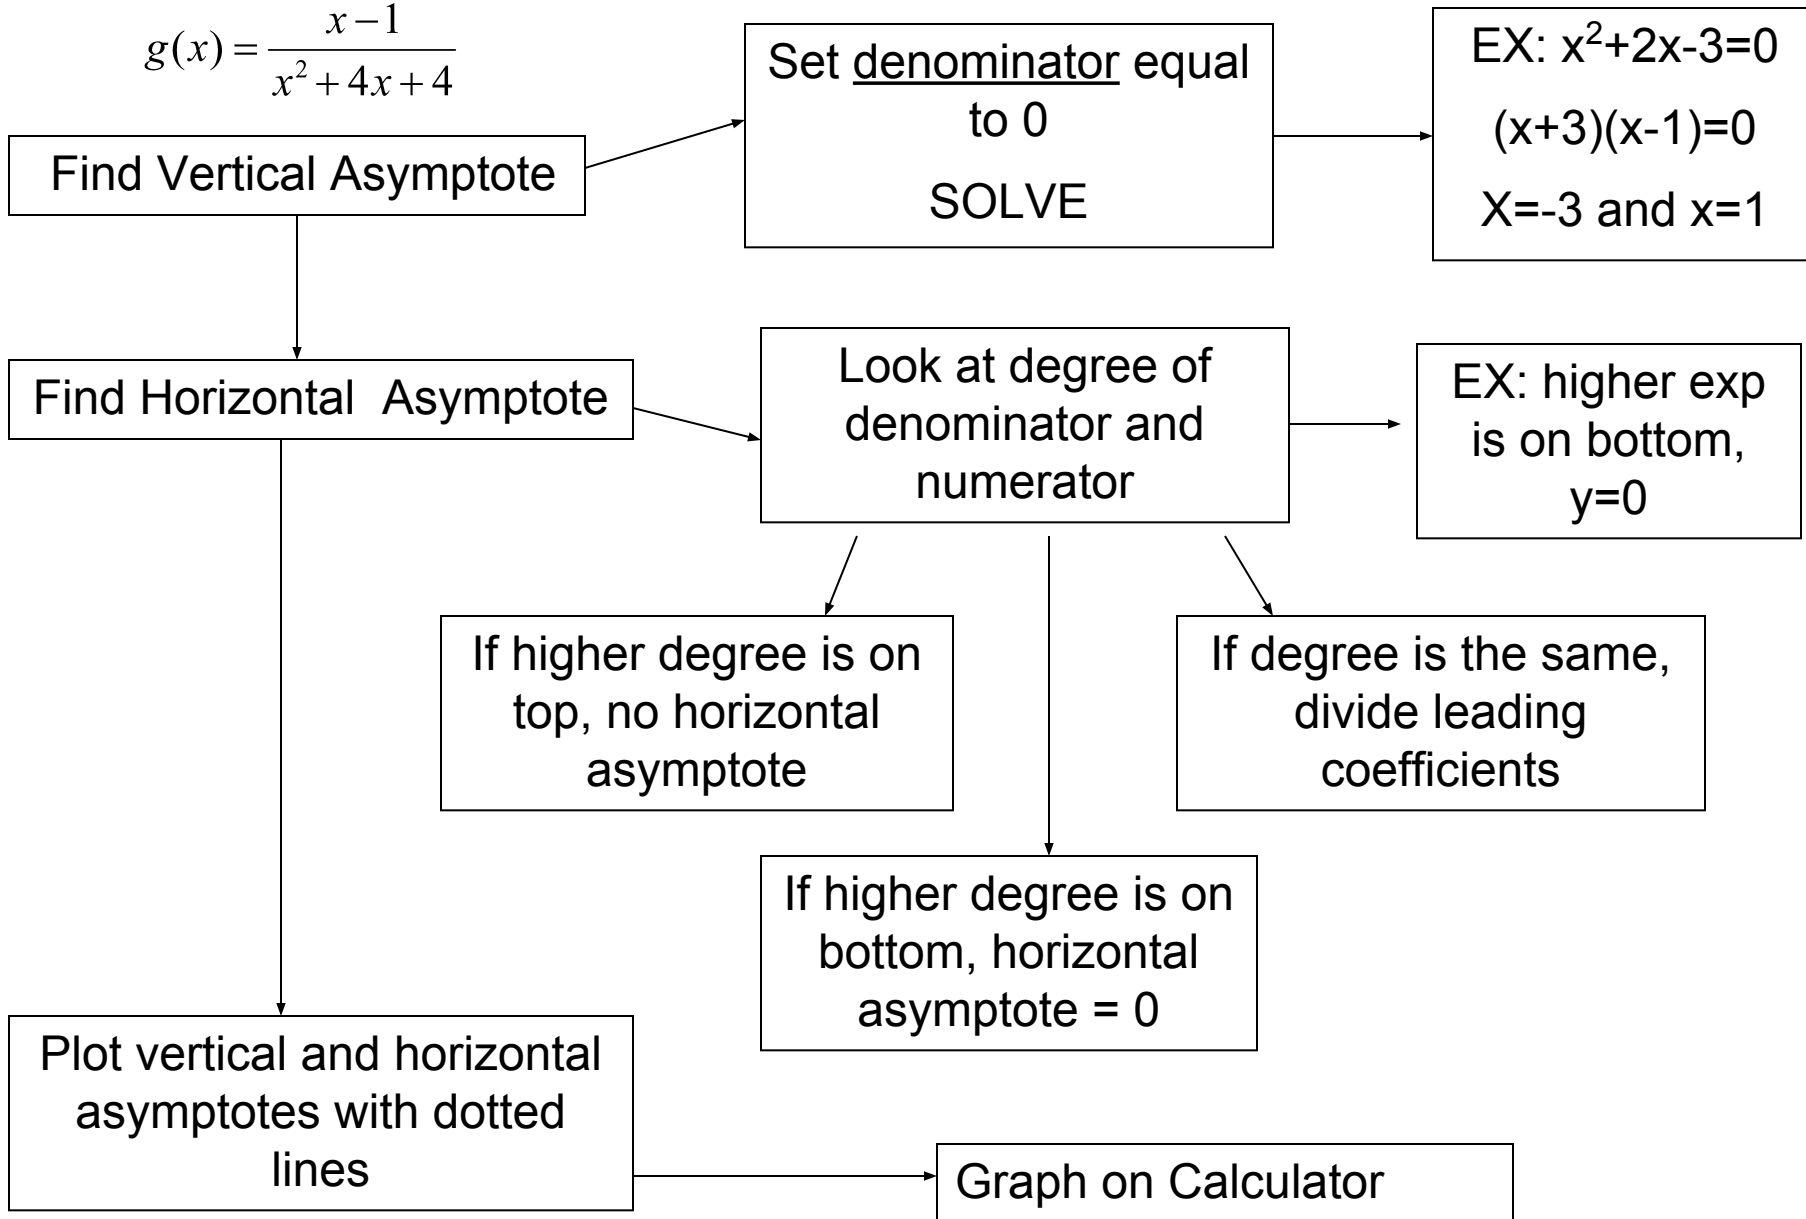 g(x) = (x − 1)/(x² + 4x + 4)
Find Vertical Asymptote
Set denominator equal
to 0
SOLVE
EX: x²+2x-3=0
(x+3)(x-1)=0
X=-3 and x=1
Find Horizontal Asymptote
Look at degree of
denominator and
numerator
EX: higher exp
is on bottom,
y=0
If higher degree is on
top, no horizontal
asymptote
If degree is the same,
divide leading
coefficients
If higher degree is on
bottom, horizontal
asymptote = 0
Plot vertical and horizontal
asymptotes with dotted
lines
Graph on Calculator